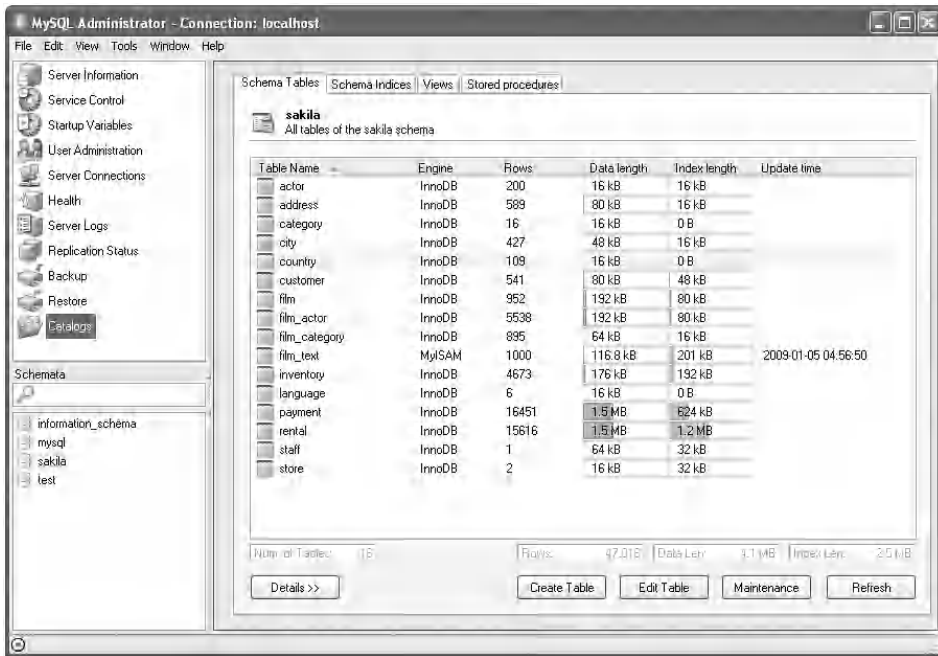 MySQL Administrator - Connection: localhost
File Edit View Tools Window Help
Server Information
Service Control
Startup Variables
User Administration
Server Connections
Health
Server Logs
Replication Status
Backup
Restore
Catalogs
Schemata
information_schema
mysql
sakila
test
Schema Tables Schema Indices Views Stored procedures
sakila
All tables of the sakila schema
Table Name Engine Rows Data length Index length Update time
actor InnoDB 200 16 kB 16 kB
address InnoDB 589 80 kB 16 kB
category InnoDB 16 16 kB 0 B
city InnoDB 427 48 kB 16 kB
country InnoDB 109 16 kB 0 B
customer InnoDB 541 80 kB 48 kB
film InnoDB 952 192 kB 80 kB
film_actor InnoDB 5538 192 kB 80 kB
film_category InnoDB 895 64 kB 16 kB
film_text MyISAM 1000 116.8 kB 201 kB 2009-01-05 04:56:50
inventory InnoDB 4673 176 kB 192 kB
language InnoDB 6 16 kB 0 B
payment InnoDB 16451 1.5 MB 624 kB
rental InnoDB 15616 1.5 MB 1.2 MB
staff InnoDB 1 64 kB 32 kB
store InnoDB 2 16 kB 32 kB
Num. of Tables: 16 Rows: 47,016 Data Len: 4.1 MB Index Len: 2.5 MB
Details >> Create Table Edit Table Maintenance Refresh